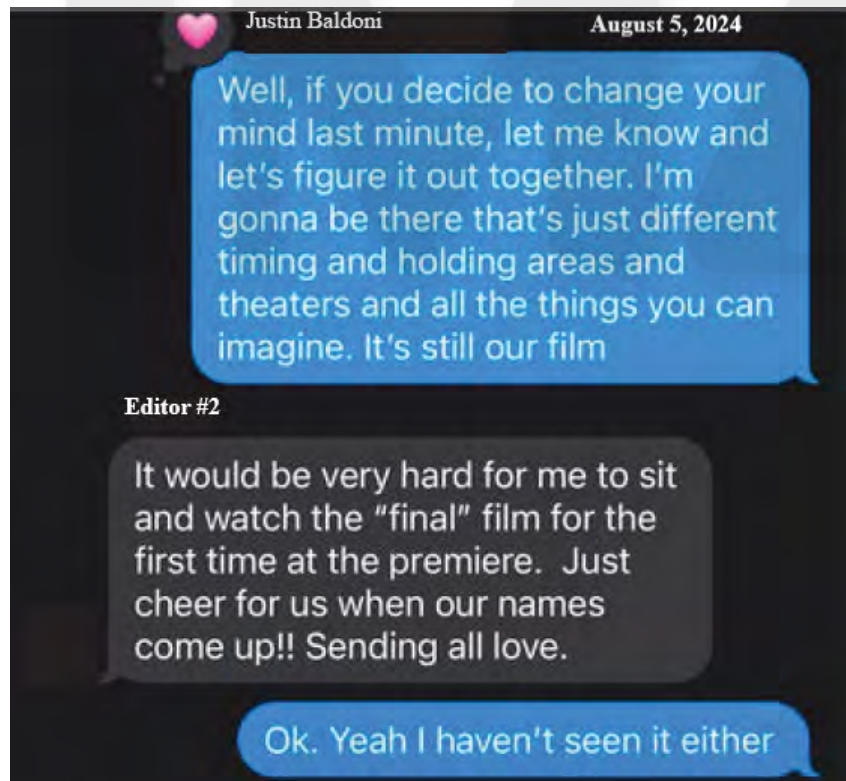 Justin Baldoni August 5, 2024
Well, if you decide to change your
mind last minute, let me know and
let's figure it out together. I'm
gonna be there that's just different
timing and holding areas and
theaters and all the things you can
imagine. It's still our film
Editor #2
It would be very hard for me to sit
and watch the “final” film for the
first time at the premiere.  Just
cheer for us when our names
come up!! Sending all love.
Ok. Yeah I haven't seen it either